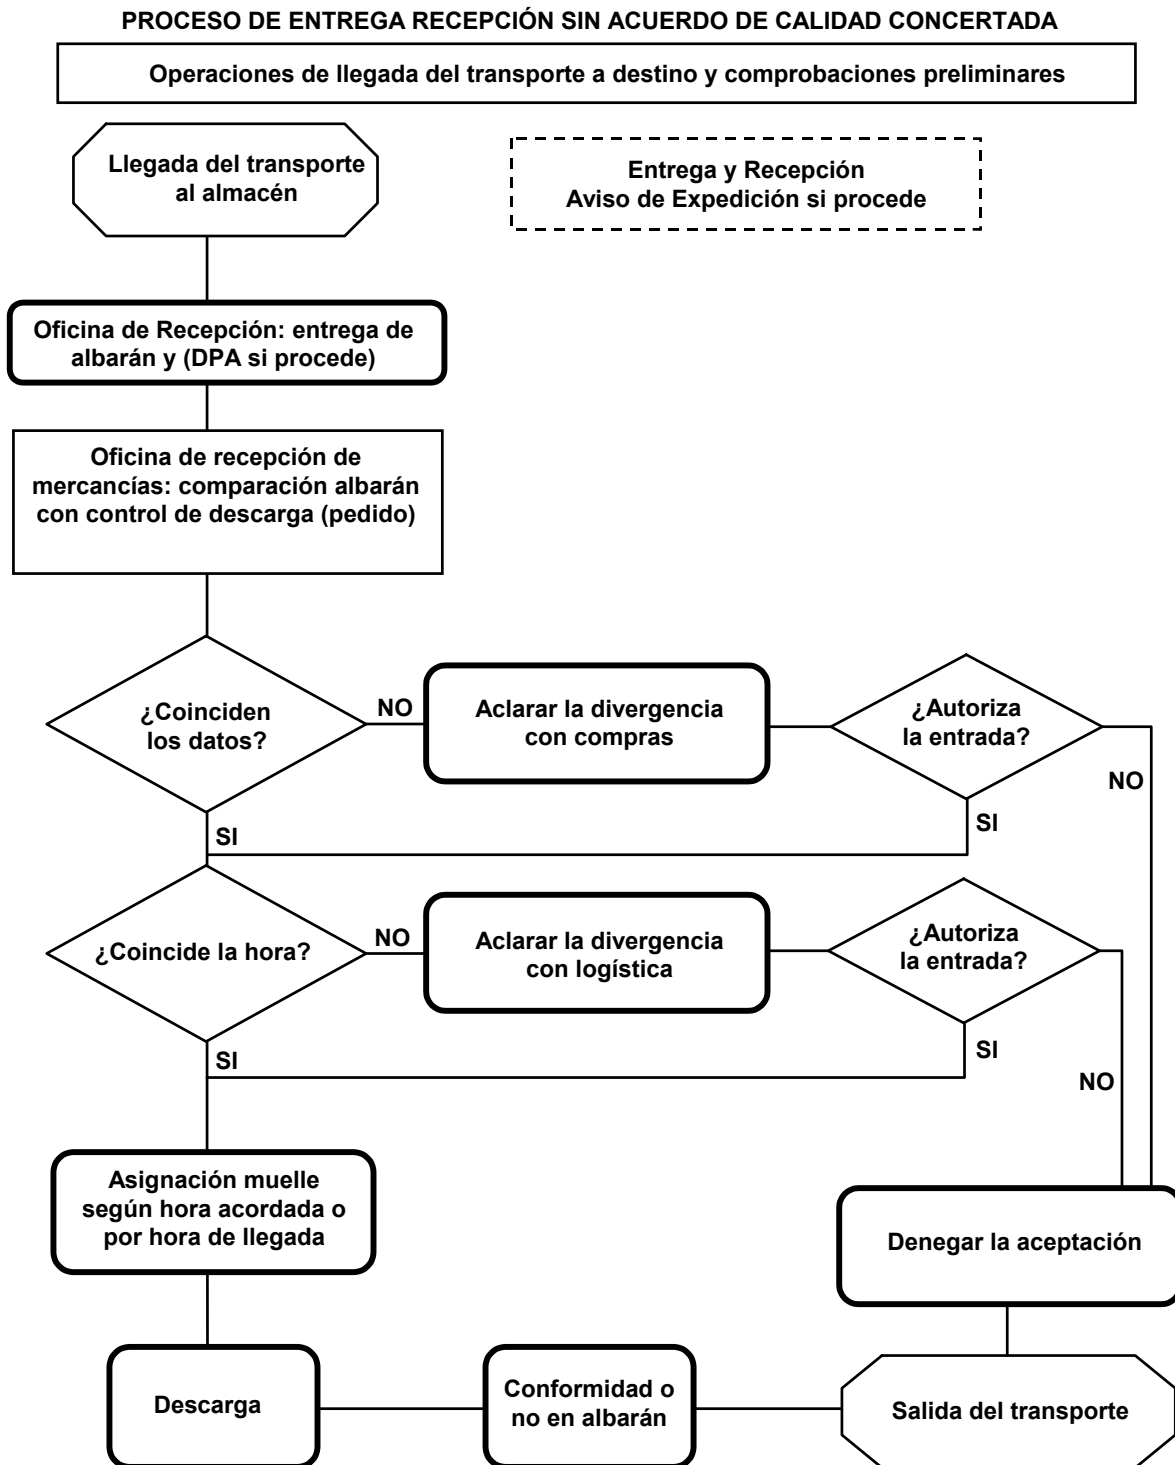 PROCESO DE ENTREGA RECEPCIÓN SIN ACUERDO DE CALIDAD CONCERTADA
Operaciones de llegada del transporte a destino y comprobaciones preliminares
Llegada del transporte
al almacén
Entrega y Recepción
Aviso de Expedición si procede
Oficina de Recepción: entrega de
albarán y (DPA si procede)
Oficina de recepción de
mercancías: comparación albarán
con control de descarga (pedido)
¿Coinciden
los datos?
NO
Aclarar la divergencia
con compras
¿Autoriza
la entrada?
NO
SI
SI
¿Coincide la hora?
NO
Aclarar la divergencia
con logística
¿Autoriza
la entrada?
SI
SI
NO
Asignación muelle
según hora acordada o
por hora de llegada
Denegar la aceptación
Descarga
Conformidad o
no en albarán
Salida del transporte